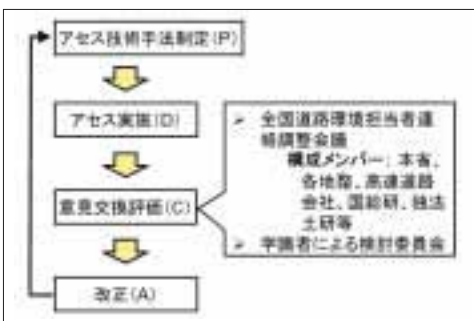 アセス技術手法制定(P)
アセス実施(D)
意見交換評価(C)
改正(A)
➢ 全国道路環境担当者連
絡調整会議
構成メンバー：本省、
各地整、高速道路
会社、国総研、独法
土研等
➢ 学識者による検討委員会